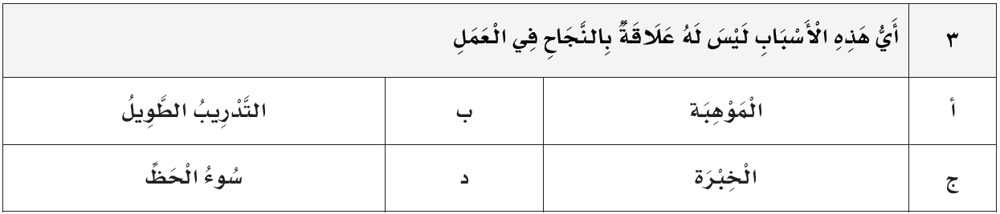 ٣ أَيُّ هَذِهِ الْأَسْبَابِ لَيْسَ لَهُ عَلَاقَةٌ بِالنَّجَاحِ فِي الْعَمَلِ
أ الْمَوْهِبَة ب التَّدْرِيبُ الطَّوِيلُ
ج الْخِبْرَة د سُوءُ الْحَظِّ